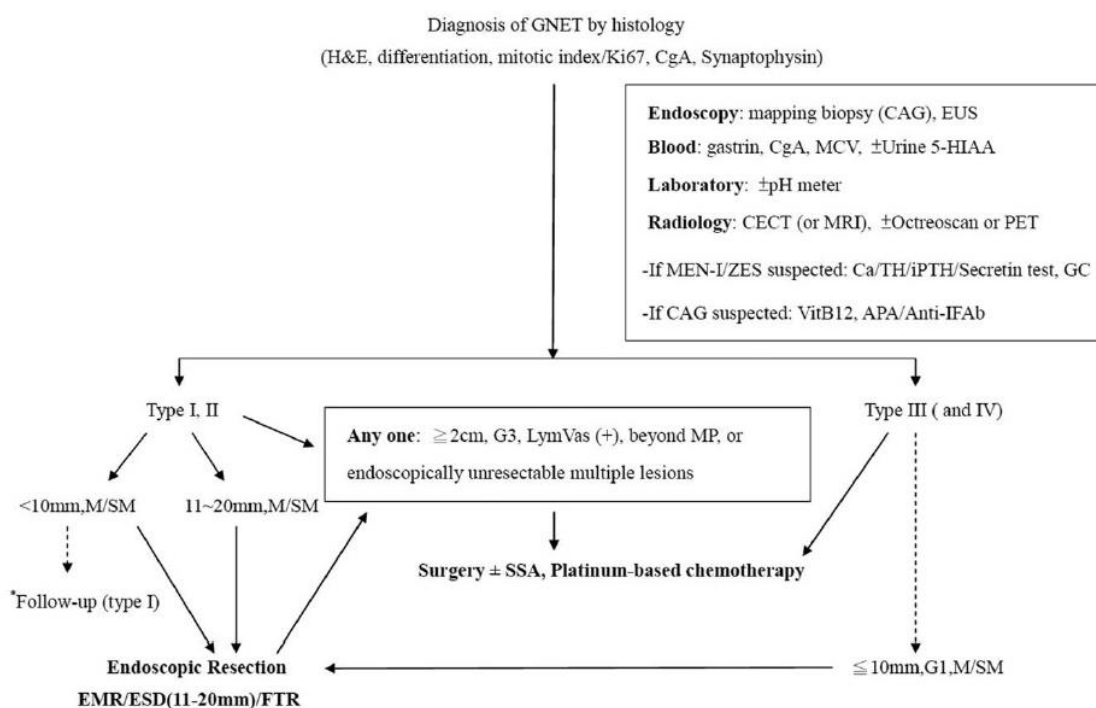 Diagnosis of GNET by histology
(H&E, differentiation, mitotic index/Ki67, CgA, Synaptophysin)
Endoscopy: mapping biopsy (CAG), EUS
Blood: gastrin, CgA, MCV, ±Urine 5-HIAA
Laboratory: ±pH meter
Radiology: CECT (or MRI), ±Octreoscan or PET
-If MEN-I/ZES suspected: Ca/TH/iPTH/Secretin test, GC
-If CAG suspected: VitB12, APA/Anti-IFAb
Type I, II
Type III ( and IV)
Any one: ≧2cm, G3, LymVas (+), beyond MP, or
endoscopically unresectable multiple lesions
<10mm,M/SM
11~20mm,M/SM
Surgery ± SSA, Platinum-based chemotherapy
*Follow-up (type I)
Endoscopic Resection
EMR/ESD(11-20mm)/FTR
≦10mm,G1,M/SM